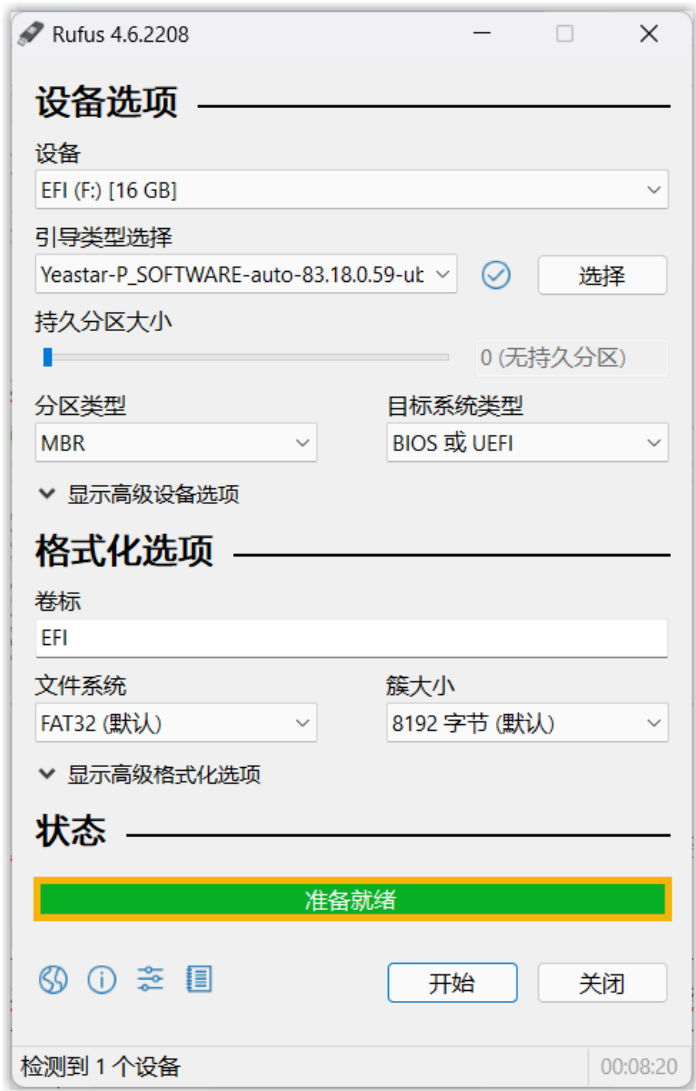 Rufus 4.6.2208
设备选项
设备
EFI (F:) [16 GB]
引导类型选择
Yeastar-P_SOFTWARE-auto-83.18.0.59-ub
选择
持久分区大小
0 (无持久分区)
分区类型 目标系统类型
MBR BIOS 或 UEFI
显示高级设备选项
格式化选项
卷标
EFI
文件系统 簇大小
FAT32 (默认) 8192 字节 (默认)
显示高级格式化选项
状态
准备就绪
开始 关闭
检测到 1 个设备 00:08:20